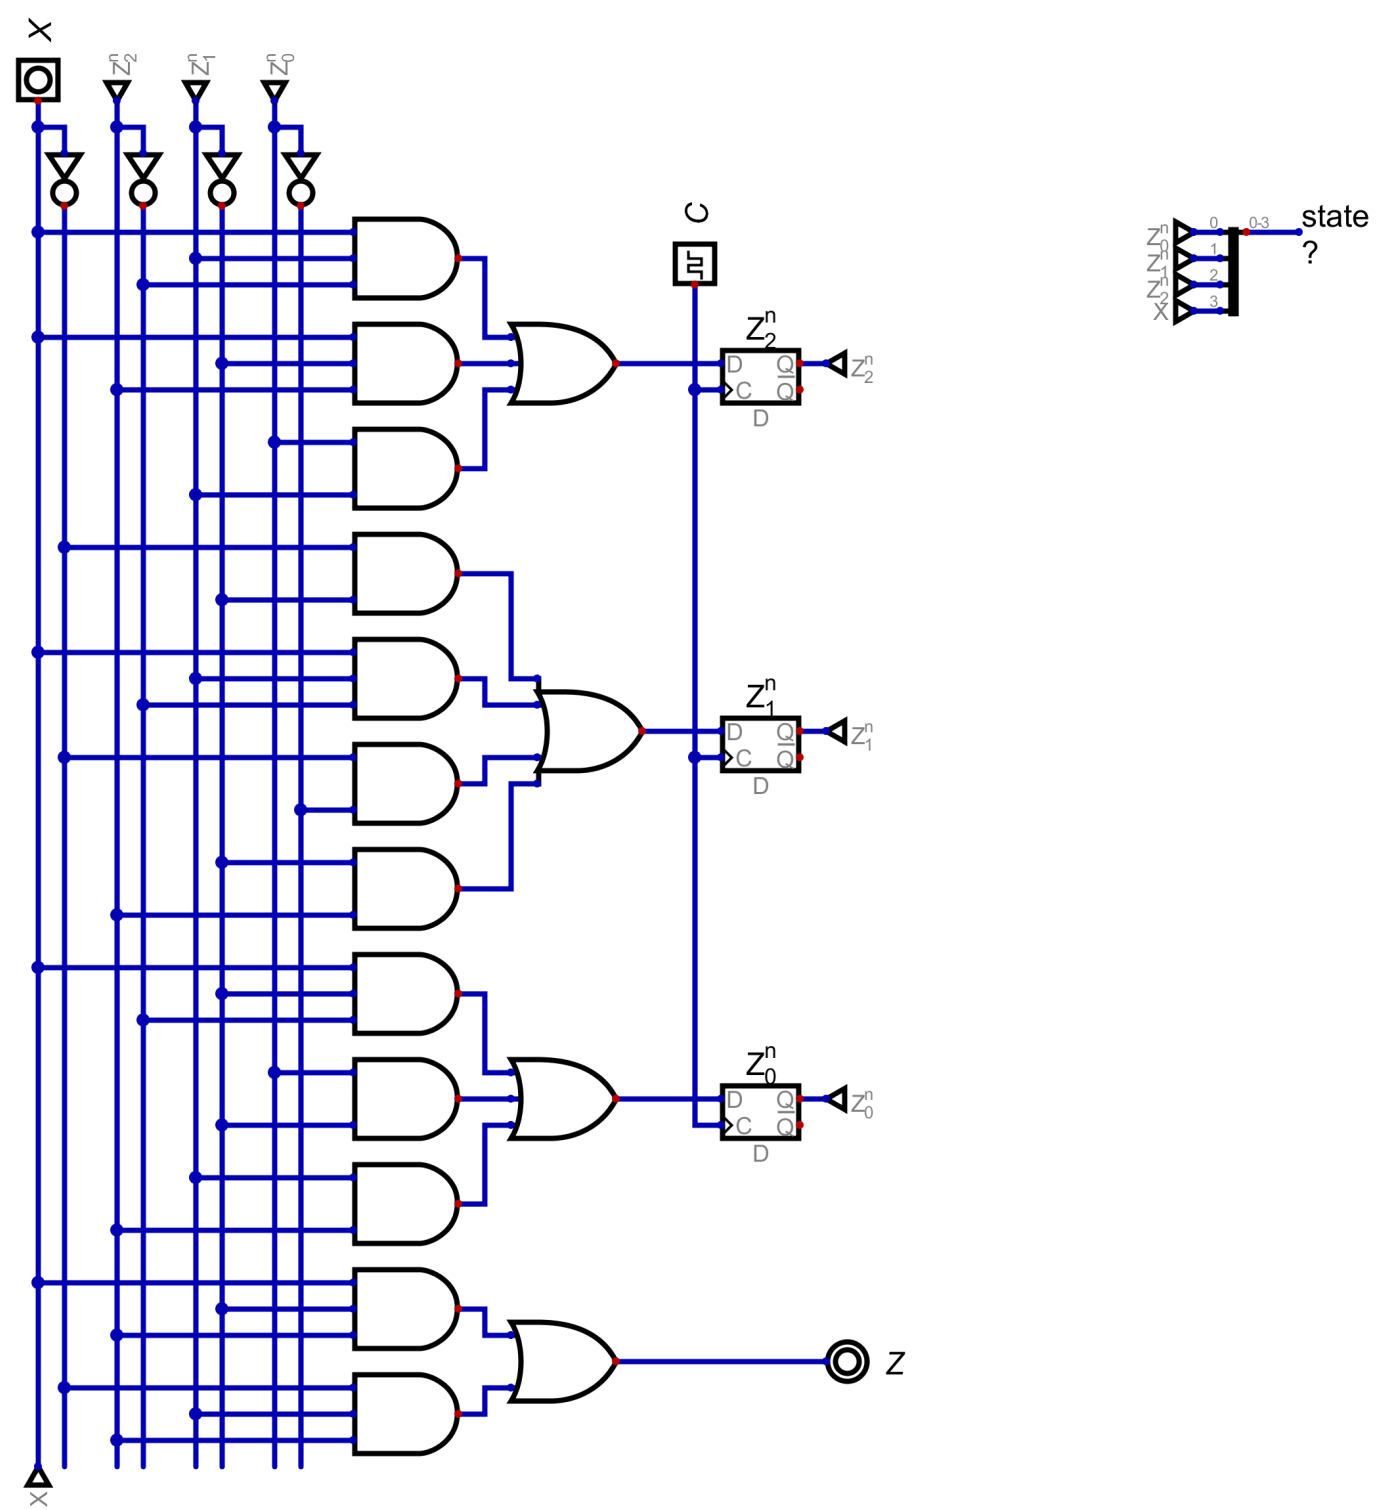 X
Z₂ⁿ
Z₁ⁿ
Z₀ⁿ
C
Z₀ⁿ 0 0-3 state
Z₁ⁿ 1 ?
Z₂ⁿ 2
X 3
Z₂ⁿ
D Q
C Q̅
D
Z₂ⁿ
Z₁ⁿ
D Q
C Q̅
D
Z₁ⁿ
Z₀ⁿ
D Q
C Q̅
D
Z₀ⁿ
Z
X